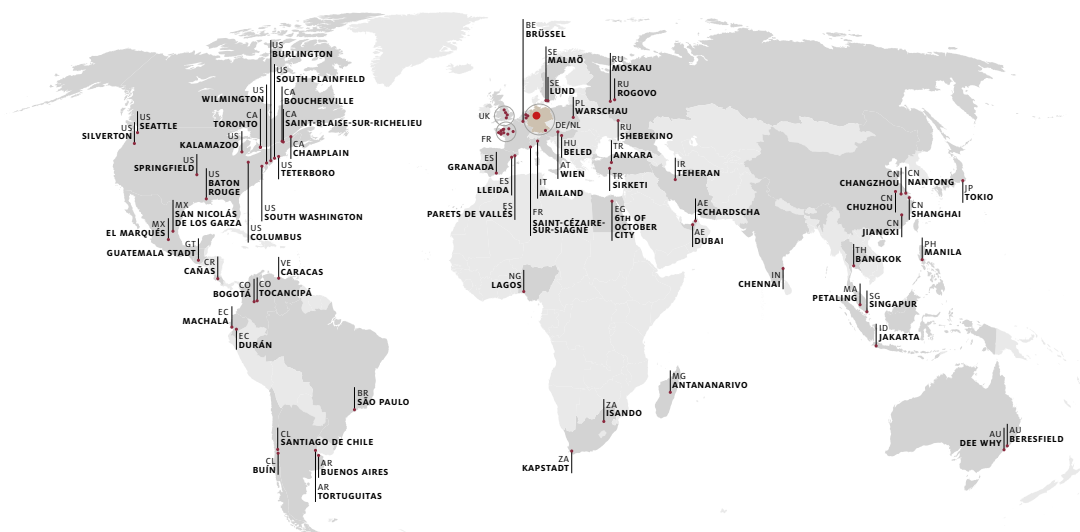 BE
BRÜSSEL
US
BURLINGTON
SE
MALMÖ
RU
MOSKAU
US
SOUTH PLAINFIELD
US
WILMINGTON
CA
BOUCHERVILLE
SE
LUND
RU
ROGOVO
PL
WARSCHAU
US
SEATTLE
US
SILVERTON
CA
TORONTO
CA
SAINT-BLAISE-SUR-RICHELIEU
UK
DE/NL
RU
SHEBEKINO
US
KALAMAZOO
CA
CHAMPLAIN
FR
HU
BELED
TR
ANKARA
US
SPRINGFIELD
US
TETERBORO
ES
GRANADA
AT
WIEN
IR
TEHERAN
US
BATON
ROUGE
ES
LLEIDA
IT
MAILAND
TR
SIRKETI
CN
CHANGZHOU
CN
NANTONG
JP
TOKIO
MX
SAN NICOLÁS
DE LOS GARZA
US
SOUTH WASHINGTON
ES
PARETS DE VALLÈS
FR
SAINT-CÉZAIRE-
SUR-SIAGNE
EG
6TH OF
OCTOBER
CITY
AE
SCHARDSCHA
CN
CHUZHOU
CN
SHANGHAI
MX
EL MARQUÉS
US
COLUMBUS
AE
DUBAI
CN
JIANGXI
GT
GUATEMALA STADT
TH
BANGKOK
PH
MANILA
CR
CAÑAS
VE
CARACAS
NG
LAGOS
IN
CHENNAI
CO
BOGOTÁ
CO
TOCANCIPÁ
MA
PETALING
SG
SINGAPUR
EC
MACHALA
EC
DURÁN
ID
JAKARTA
MG
ANTANANARIVO
BR
SÃO PAULO
ZA
ISANDO
CL
SANTIAGO DE CHILE
AU
DEE WHY
AU
BERESFIELD
CL
BUÍN
AR
BUENOS AIRES
ZA
KAPSTADT
AR
TORTUGUITAS